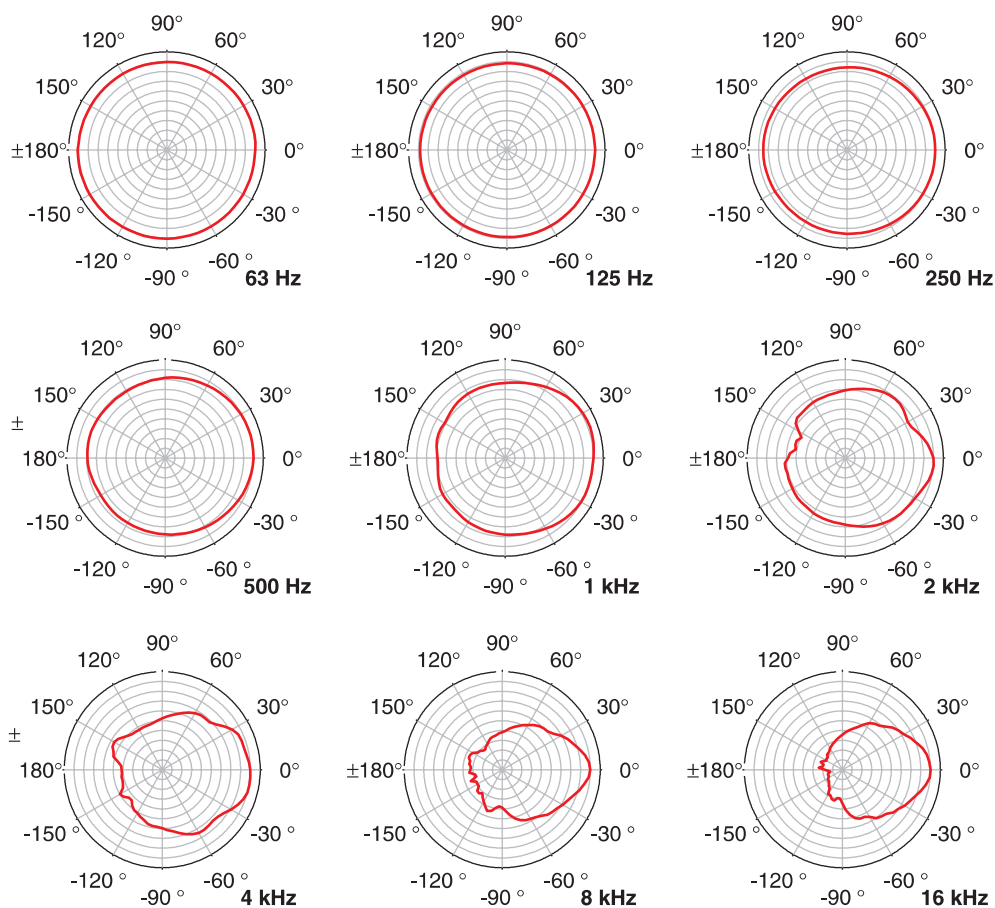 90° 90° 90°
120° 60° 120° 60° 120° 60°
150° 30° 150° 30° 150° 30°
±180° 0° ±180° 0° ±180° 0°
-150 ° -30 ° -150 ° -30 ° -150 ° -30 °
-120 ° -60 ° -120 ° -60 ° -120 ° -60 °
-90 ° 63 Hz -90 ° 125 Hz -90 ° 250 Hz
90° 90° 90°
120° 60° 120° 60° 120° 60°
150° 30° 150° 30° 150° 30°
±
180° 0° ±180° 0° ±180° 0°
-150 ° -30 ° -150 ° -30 ° -150 ° -30 °
-120 ° -60 ° -120 ° -60 ° -120 ° -60 °
-90 ° 500 Hz -90 ° 1 kHz -90 ° 2 kHz
90° 90° 90°
120° 60° 120° 60° 120° 60°
150° 30° 150° 30° 150° 30°
±
180° 0° ±180° 0° ±180° 0°
-150 ° -30 ° -150 ° -30 ° -150 ° -30 °
-120 ° -60 ° -120 ° -60 ° -120 ° -60 °
-90 ° 4 kHz -90 ° 8 kHz -90 ° 16 kHz